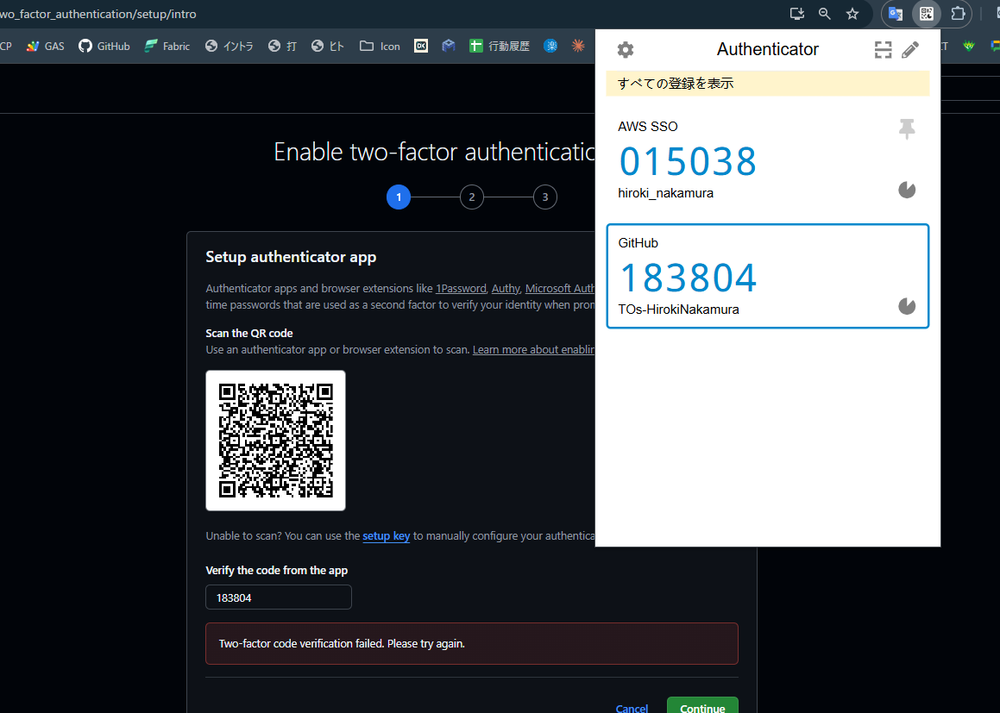 wo_factor_authentication/setup/intro
CP GAS GitHub Fabric イントラ 打 ヒト Icon DX 行動履歴 楽
Authenticator
すべての登録を表示
AWS SSO
015038
hiroki_nakamura
GitHub
183804
TOs-HirokiNakamura
Enable two-factor authenticatio
1 2 3
Setup authenticator app
Authenticator apps and browser extensions like 1Password, Authy, Microsoft Auth
time passwords that are used as a second factor to verify your identity when pron
Scan the QR code
Use an authenticator app or browser extension to scan. Learn more about enablin
Unable to scan? You can use the setup key to manually configure your authentica
Verify the code from the app
183804
Two-factor code verification failed. Please try again.
Cancel Continue